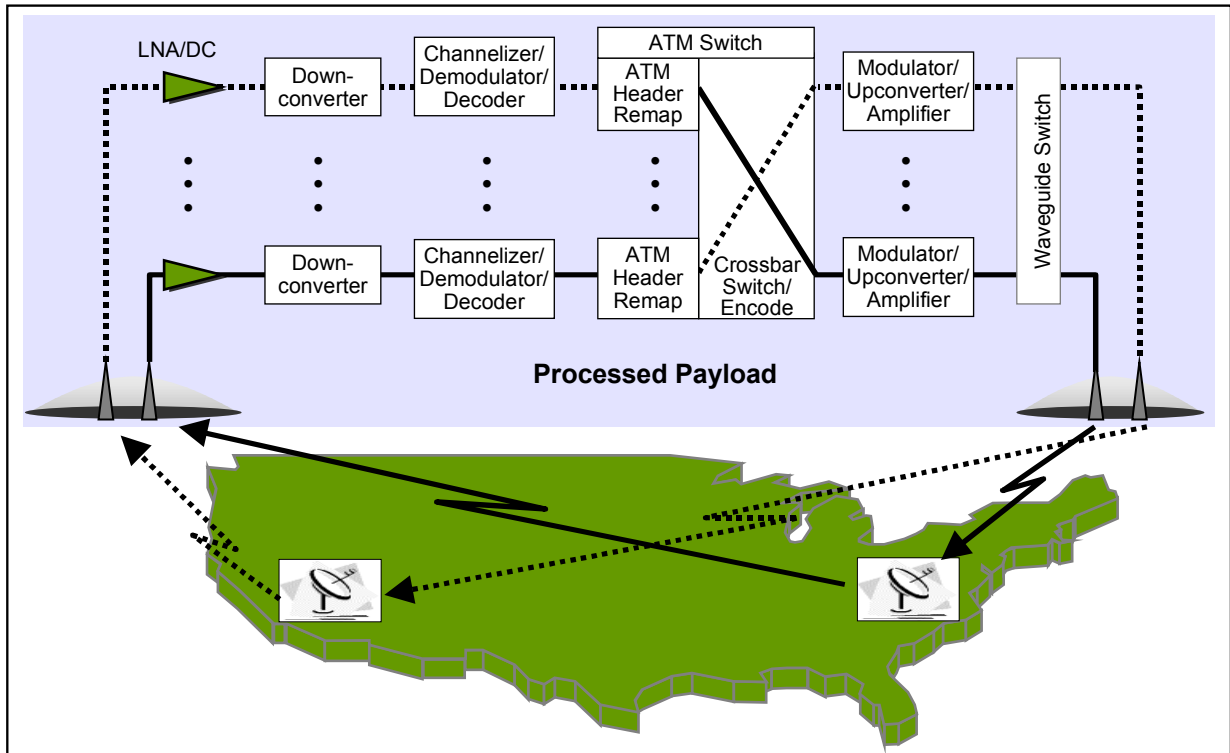 LNA/DC
Down-
converter
Channelizer/
Demodulator/
Decoder
ATM Switch
ATM
Header
Remap
Modulator/
Upconverter/
Amplifier
Waveguide Switch
Down-
converter
Channelizer/
Demodulator/
Decoder
ATM
Header
Remap
Crossbar
Switch/
Encode
Modulator/
Upconverter/
Amplifier
Processed Payload